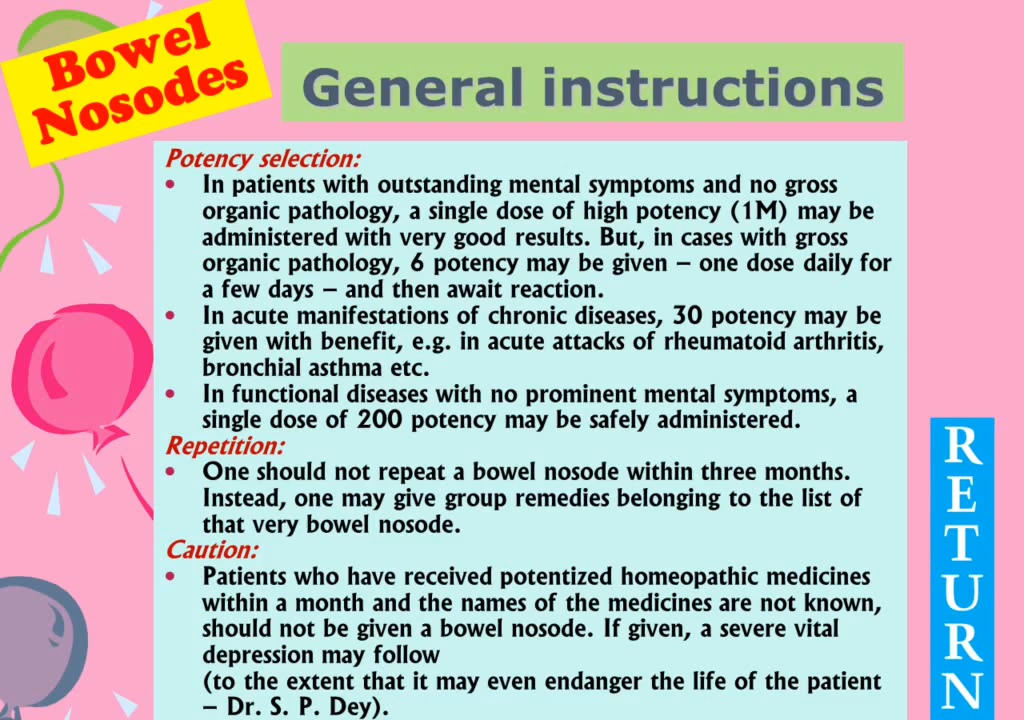 Bowel
Nosodes
General instructions
Potency selection:
• In patients with outstanding mental symptoms and no gross
organic pathology, a single dose of high potency (1M) may be
administered with very good results. But, in cases with gross
organic pathology, 6 potency may be given – one dose daily for
a few days – and then await reaction.
• In acute manifestations of chronic diseases, 30 potency may be
given with benefit, e.g. in acute attacks of rheumatoid arthritis,
bronchial asthma etc.
• In functional diseases with no prominent mental symptoms, a
single dose of 200 potency may be safely administered.
Repetition:
• One should not repeat a bowel nosode within three months.
Instead, one may give group remedies belonging to the list of
that very bowel nosode.
Caution:
• Patients who have received potentized homeopathic medicines
within a month and the names of the medicines are not known,
should not be given a bowel nosode. If given, a severe vital
depression may follow
(to the extent that it may even endanger the life of the patient
– Dr. S. P. Dey).
RETURN